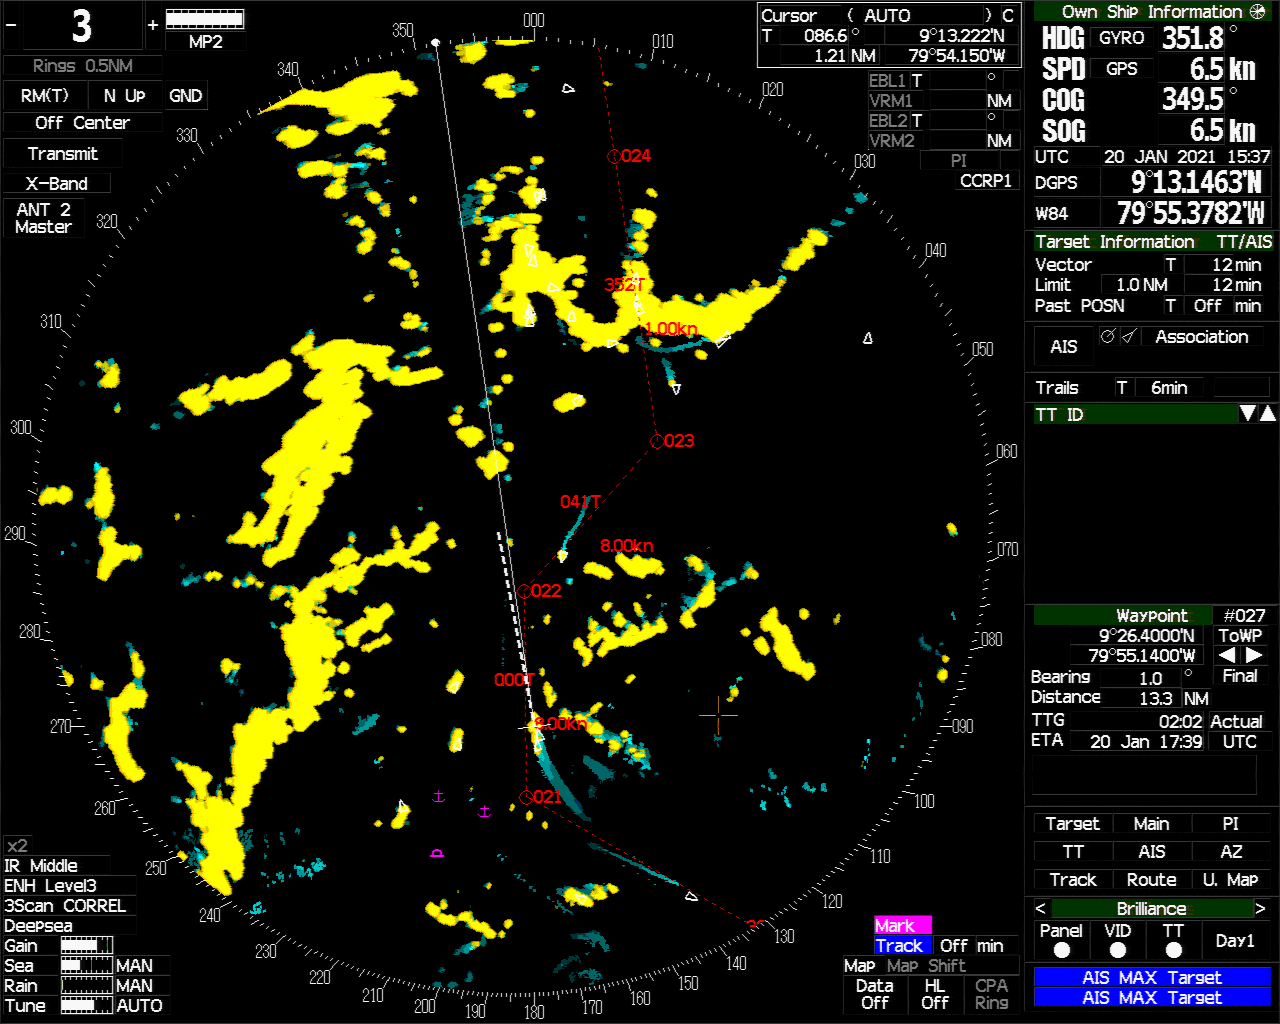 − 3 +
MP2
Rings 0.5NM
RM(T) N Up GND
Off Center
Transmit
X-Band
ANT 2
Master
Cursor ( AUTO ) C
T 086.6° 9°13.222'N
1.21 NM 79°54.150'W
EBL1 T °
VRM1 NM
EBL2 T °
VRM2 NM
PI
CCRP1
Own Ship Information
HDG GYRO 351.8°
SPD GPS 6.5 kn
COG 349.5°
SOG 6.5 kn
UTC 20 JAN 2021 15:37
DGPS 9°13.1463'N
W84 79°55.3782'W
Target Information TT/AIS
Vector T 12 min
Limit 1.0 NM 12 min
Past POSN T Off min
AIS Association
Trails T 6min
TT ID
Waypoint #027
9°26.4000'N ToWP
79°55.1400'W
Bearing 1.0° Final
Distance 13.3 NM
TTG 02:02 Actual
ETA 20 Jan 17:39 UTC
Target Main PI
TT AIS AZ
Track Route U. Map
< Brilliance >
Panel VID TT Day1
AIS MAX Target
AIS MAX Target
350 000 010
340 020
330 030
320 040
310 050
300 060
290 070
280 080
270 090
260 100
250 110
240 120
230 130
220 140
210 150
200 190 180 170 160
024
352T
1.00kn
023
041T
8.00kn
022
000T
8.00kn
021
x2
IR Middle
ENH Level3
3Scan CORREL
Deepsea
Gain
Sea MAN
Rain MAN
Tune AUTO
Mark
Track Off min
Map Map Shift
Data Off HL Off CPA Ring